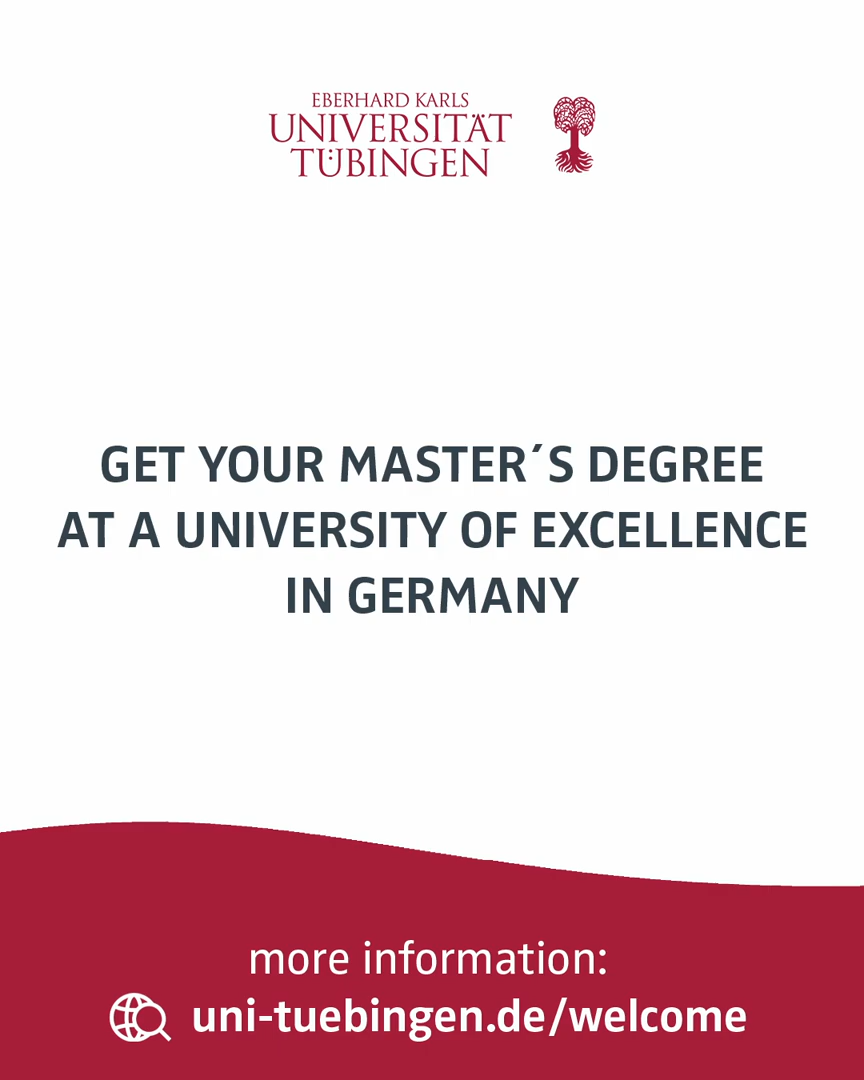 EBERHARD KARLS
UNIVERSITÄT
TÜBINGEN
GET YOUR MASTER´S DEGREE
AT A UNIVERSITY OF EXCELLENCE
IN GERMANY
more information:
uni-tuebingen.de/welcome